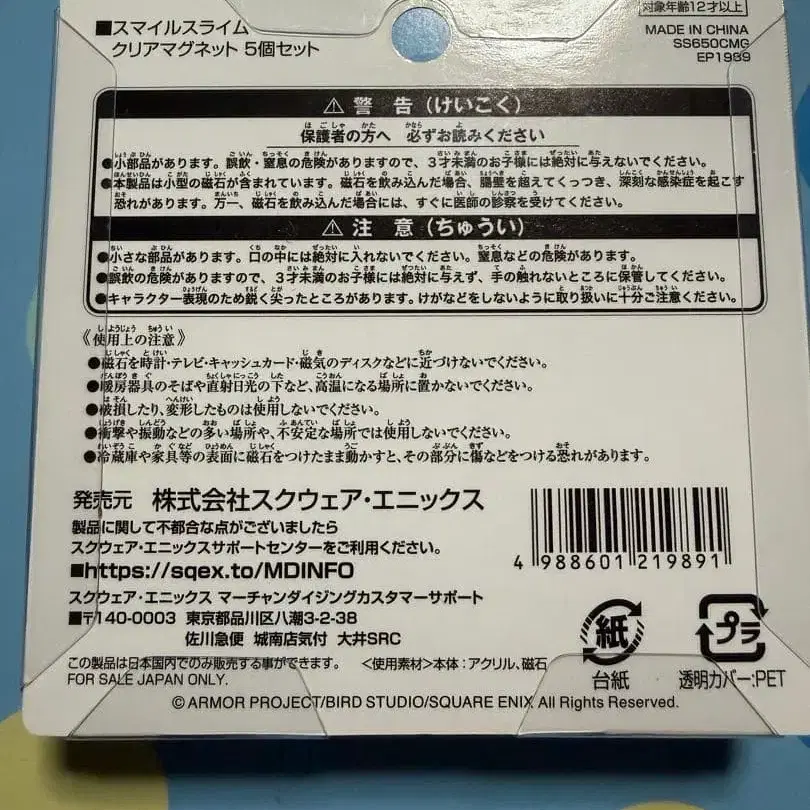 ■スマイルスライム
クリアマグネット 5個セット
対象年齢12才以上
MADE IN CHINA
SS650CMG
EP1939
⚠ 警告（けいこく）
保護者の方へ 必ずお読みください
●小部品があります。誤飲・窒息の危険がありますので、3才未満のお子様には絶対に与えないでください。
●本製品は小型の磁石が含まれています。磁石を飲み込んだ場合、腸壁を超えてくっつき、深刻な感染症を起こす
恐れがあります。万一、磁石を飲み込んだ場合には、すぐに医師の診察を受けてください。
⚠ 注意（ちゅうい）
●小さな部品があります。口の中には絶対に入れないでください。窒息などの危険があります。
●誤飲の危険がありますので、3才未満のお子様には絶対に与えず、手の触れないところに保管してください。
●キャラクター表現のため鋭く尖ったところがあります。けがなどをしないように取り扱いに十分ご注意ください。
《使用上の注意》
●磁石を時計・テレビ・キャッシュカード・磁気のディスクなどに近づけないでください。
●暖房器具のそばや直射日光の下など、高温になる場所に置かないでください。
●破損したり、変形したものは使用しないでください。
●衝撃や振動などの多い場所や、不安定な場所では使用しないでください。
●冷蔵庫や家具等の表面に磁石をつけたまま動かすと、その部分に傷などをつける恐れがあります。
発売元 株式会社スクウェア・エニックス
製品に関して不都合な点がございましたら
スクウェア・エニックスサポートセンターをご利用ください。
■https://sqex.to/MDINFO
スクウェア・エニックス マーチャンダイジングカスタマーサポート
■〒140-0003 東京都品川区八潮3-2-38
佐川急便 城南店気付 大井SRC
4 988601 219891
紙
台紙
プラ
透明カバー:PET
この製品は日本国内でのみ販売する事ができます。 <使用素材>本体：アクリル、磁石
FOR SALE JAPAN ONLY.
© ARMOR PROJECT/BIRD STUDIO/SQUARE ENIX All Rights Reserved.